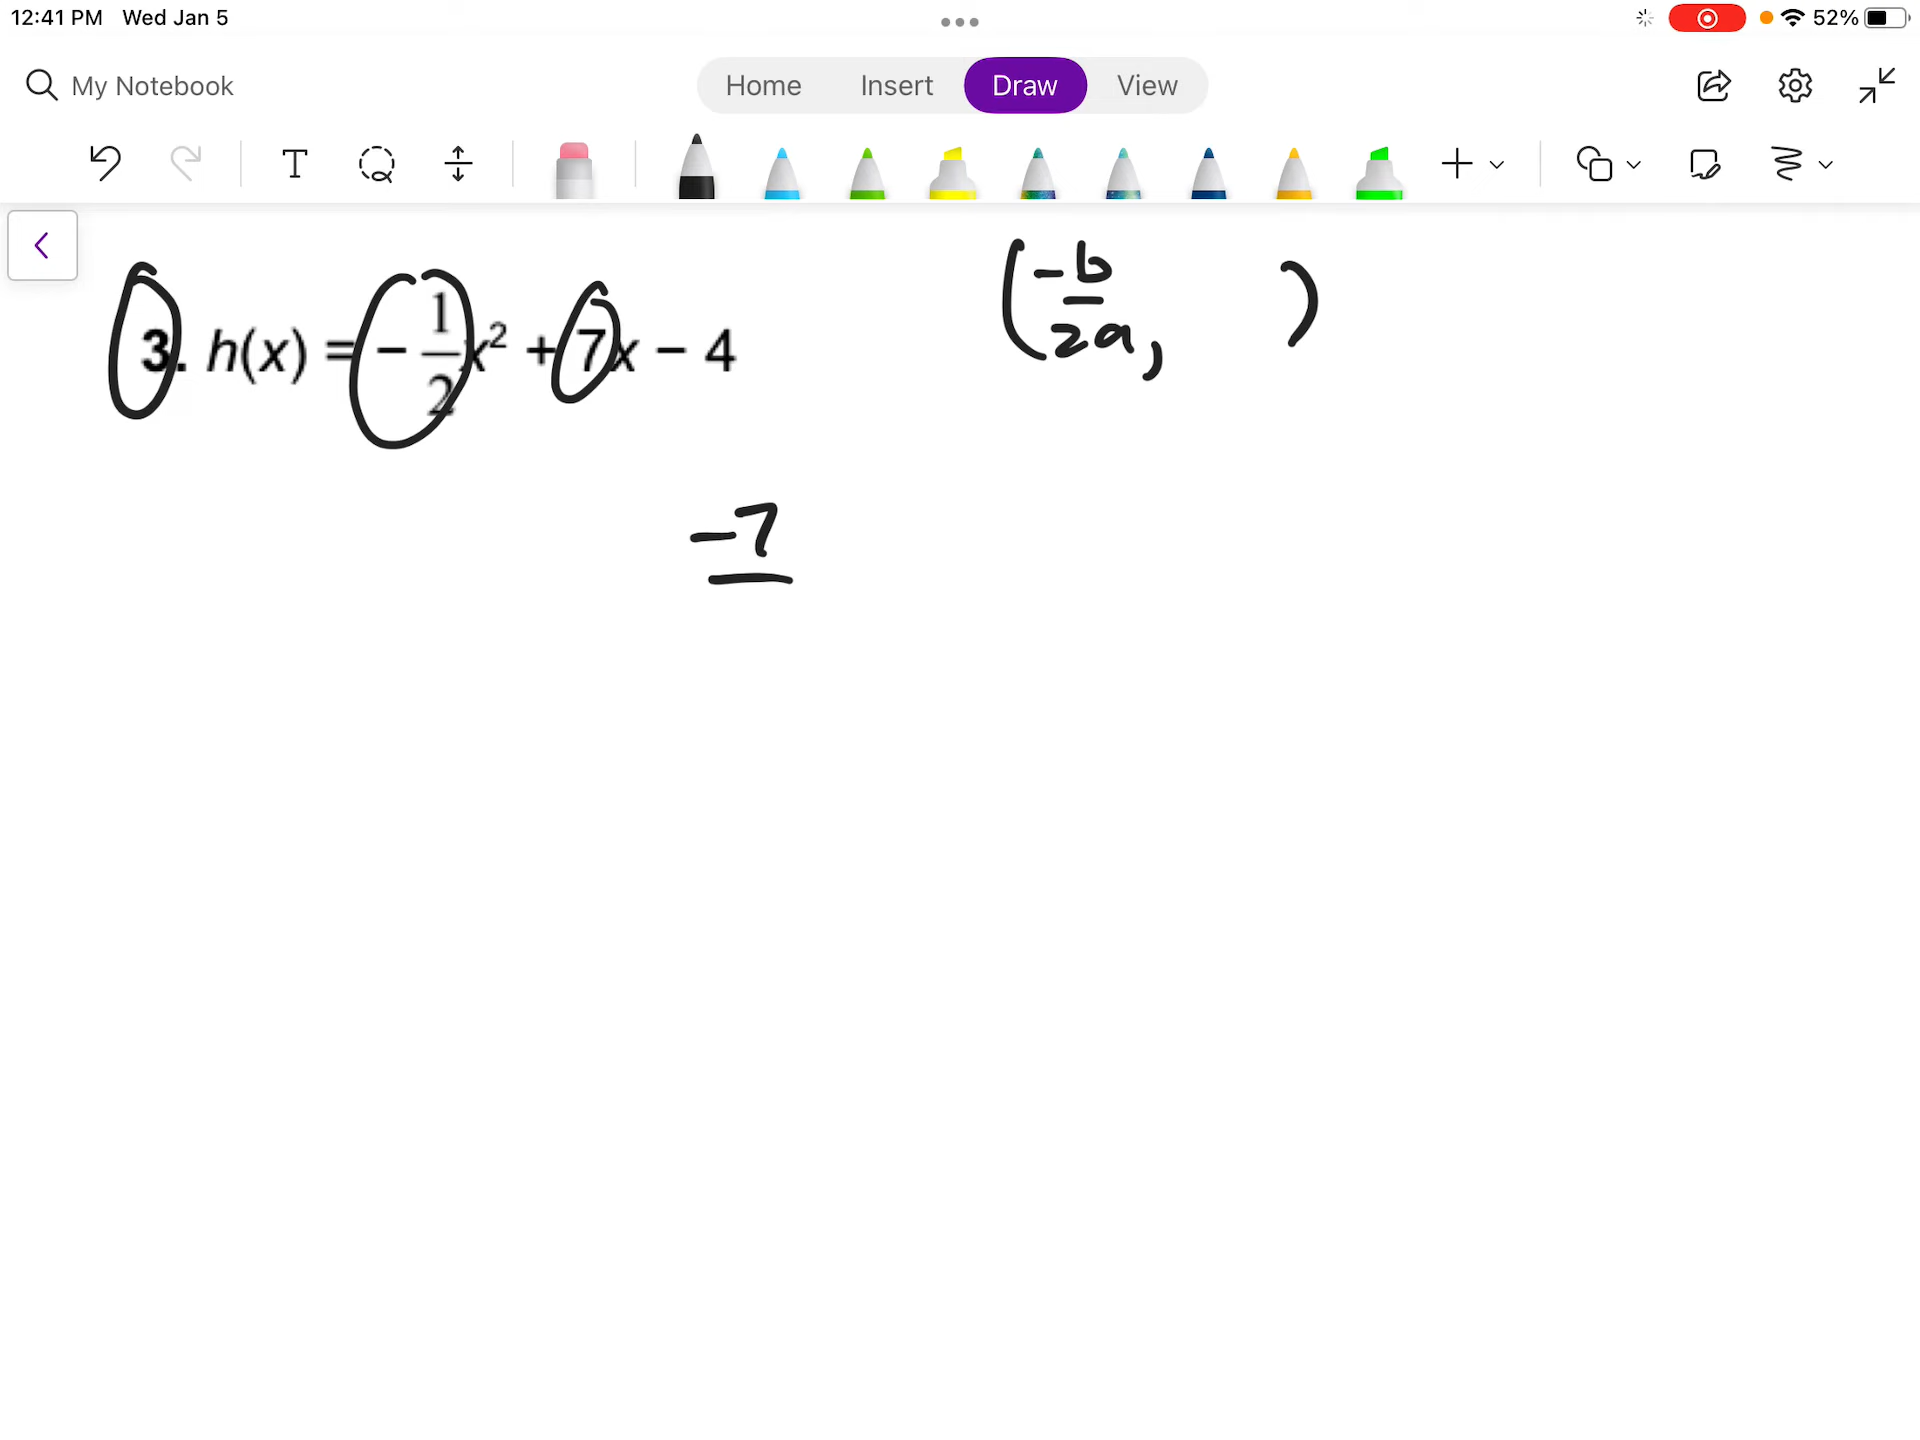 12:41 PM Wed Jan 5 52%
My Notebook Home Insert Draw View
T
3. h(x) = -1/2x² + 7x - 4
(-b/2a, )
-7